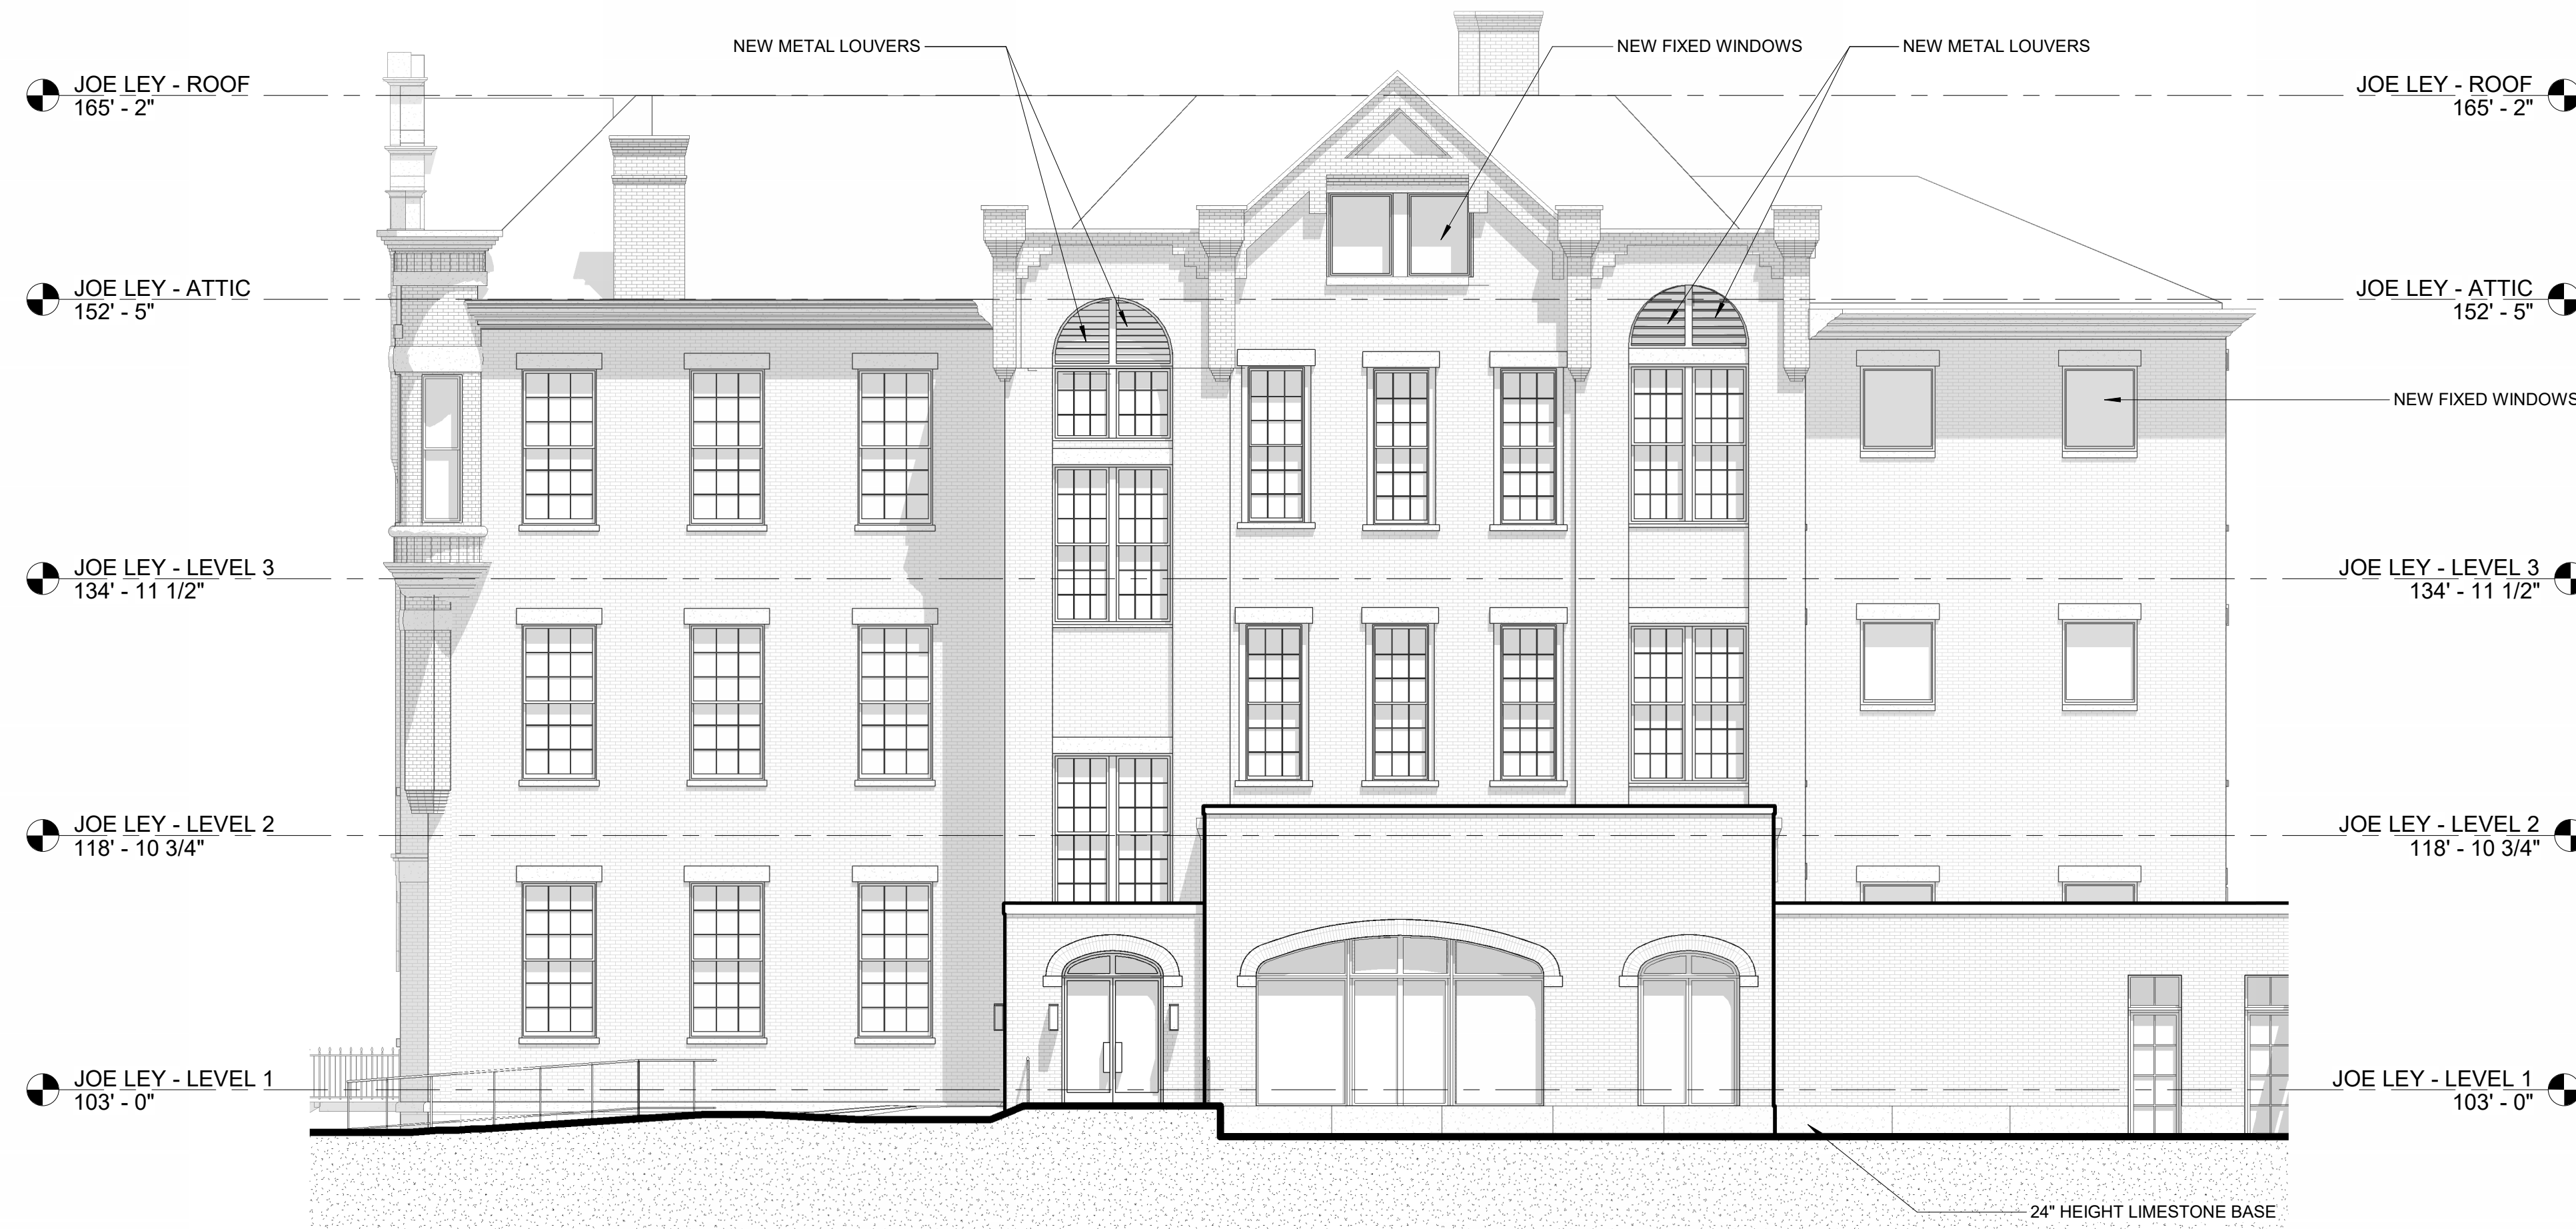 NEW METAL LOUVERS
NEW FIXED WINDOWS
NEW METAL LOUVERS
JOE LEY - ROOF
165' - 2"
JOE LEY - ROOF
165' - 2"
JOE LEY - ATTIC
152' - 5"
JOE LEY - ATTIC
152' - 5"
NEW FIXED WINDOWS
JOE LEY - LEVEL 3
134' - 11 1/2"
JOE LEY - LEVEL 3
134' - 11 1/2"
JOE LEY - LEVEL 2
118' - 10 3/4"
JOE LEY - LEVEL 2
118' - 10 3/4"
JOE LEY - LEVEL 1
103' - 0"
JOE LEY - LEVEL 1
103' - 0"
24" HEIGHT LIMESTONE BASE